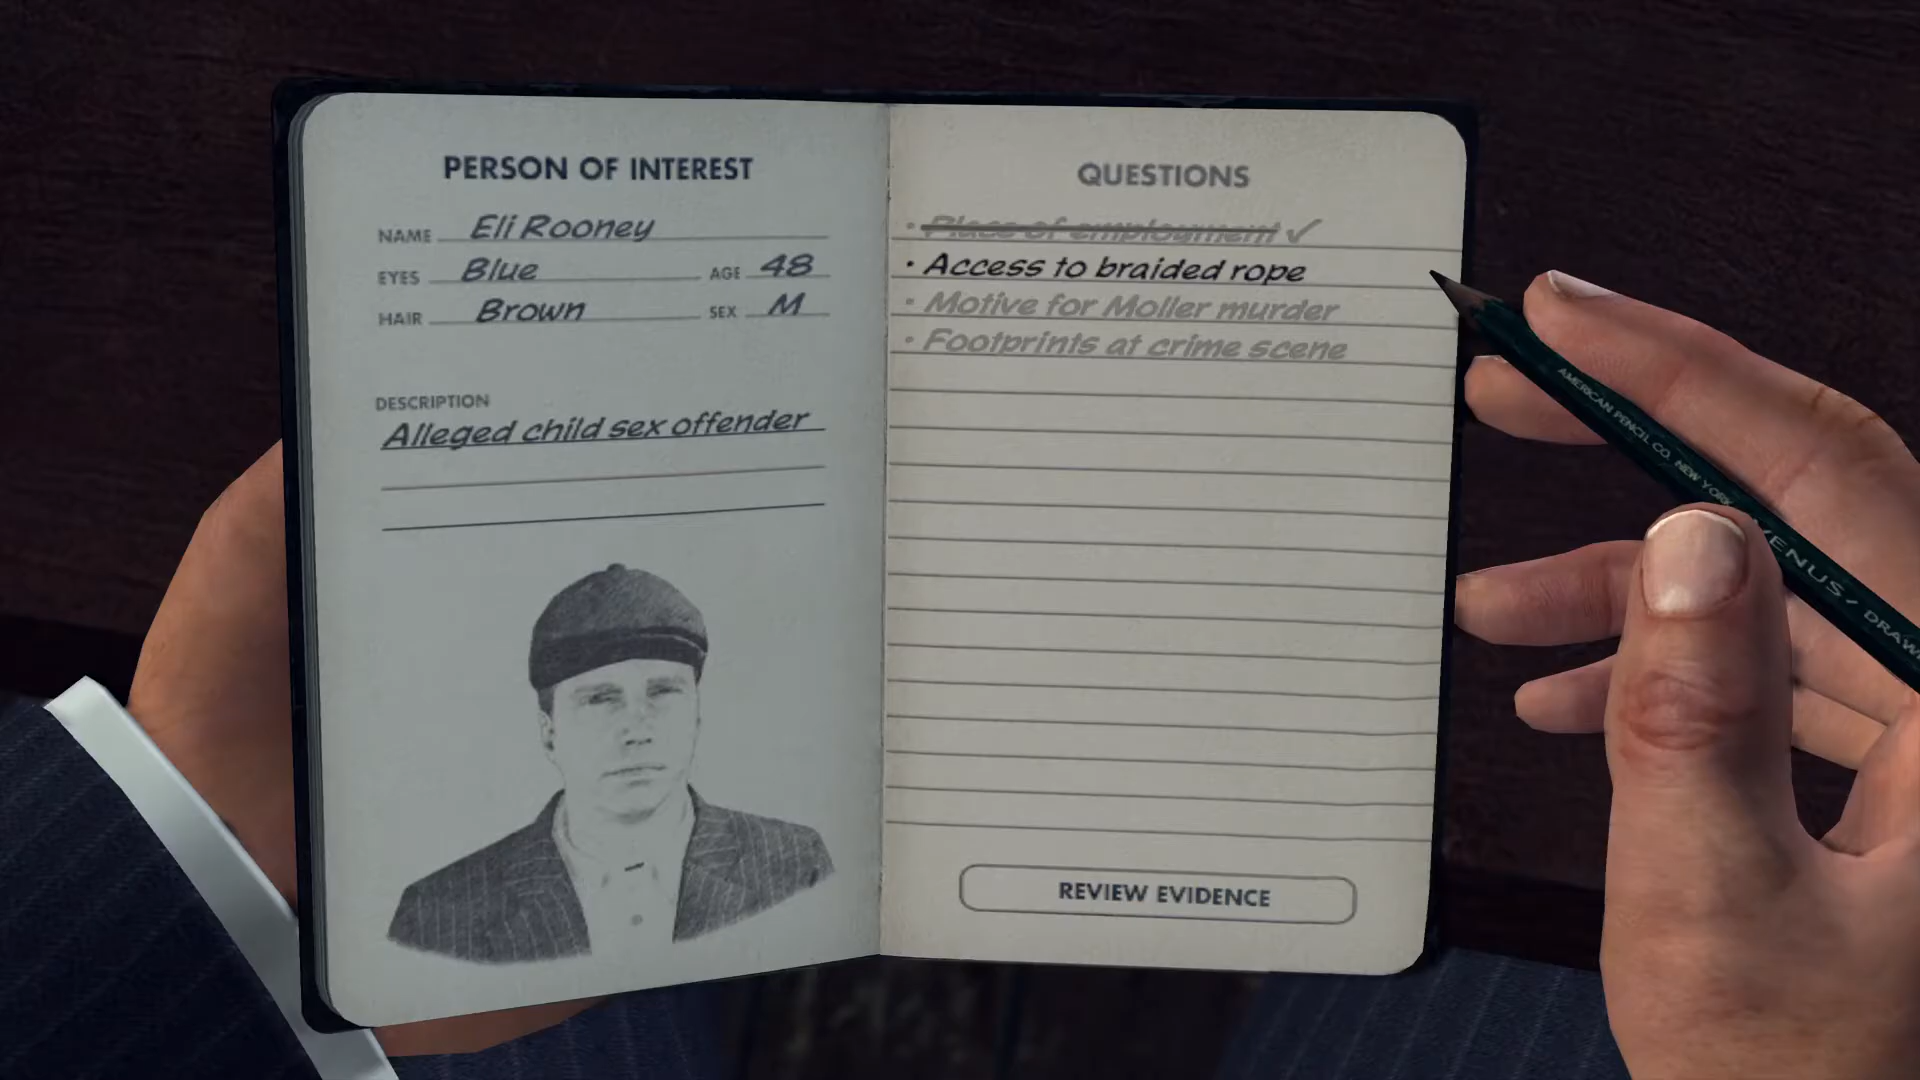 PERSON OF INTEREST
NAME Eli Rooney
EYES Blue AGE 48
HAIR Brown SEX M
DESCRIPTION
Alleged child sex offender
QUESTIONS
• Place of employment ✓
• Access to braided rope
• Motive for Moller murder
• Footprints at crime scene
REVIEW EVIDENCE
AMERICAN PENCIL CO. NEW YORK
VENUS